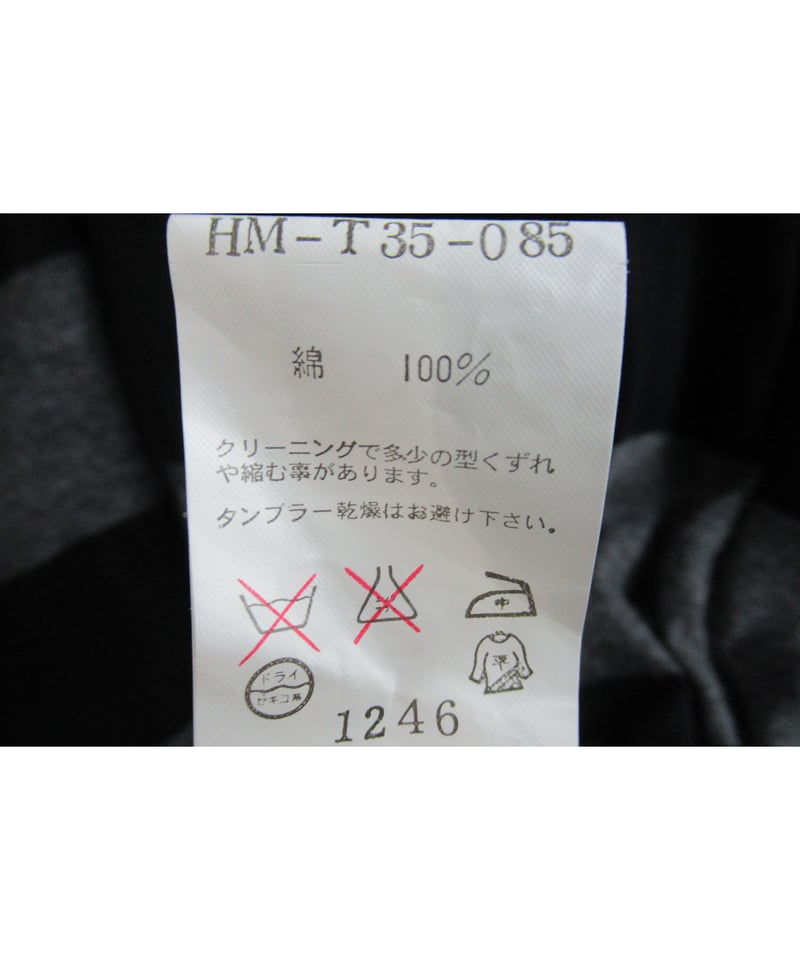 HM-T35-085
綿 100%
クリーニングで多少の型くずれ
や縮む事があります。
タンブラー乾燥はお避け下さい。
中
平
ドライ
セキユ系
1246